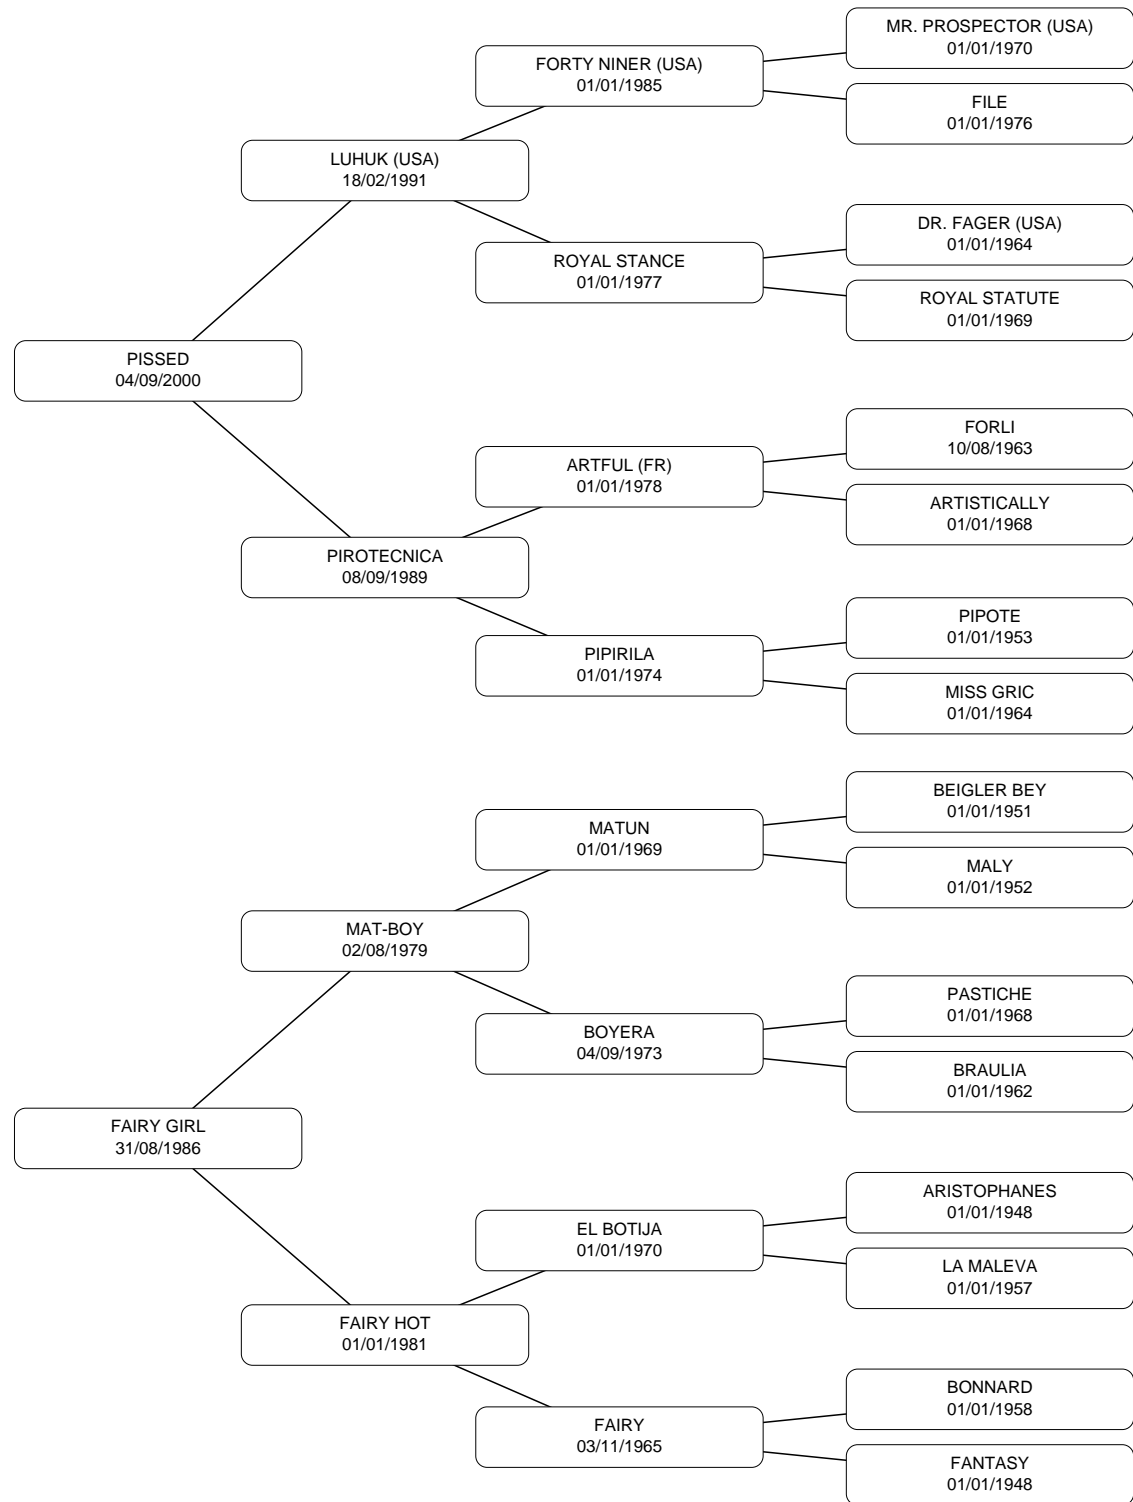 MR. PROSPECTOR (USA)
01/01/1970
FORTY NINER (USA)
01/01/1985
FILE
01/01/1976
LUHUK (USA)
18/02/1991
DR. FAGER (USA)
01/01/1964
ROYAL STANCE
01/01/1977
ROYAL STATUTE
01/01/1969
PISSED
04/09/2000
FORLI
10/08/1963
ARTFUL (FR)
01/01/1978
ARTISTICALLY
01/01/1968
PIROTECNICA
08/09/1989
PIPOTE
01/01/1953
PIPIRILA
01/01/1974
MISS GRIC
01/01/1964
BEIGLER BEY
01/01/1951
MATUN
01/01/1969
MALY
01/01/1952
MAT-BOY
02/08/1979
PASTICHE
01/01/1968
BOYERA
04/09/1973
BRAULIA
01/01/1962
FAIRY GIRL
31/08/1986
ARISTOPHANES
01/01/1948
EL BOTIJA
01/01/1970
LA MALEVA
01/01/1957
FAIRY HOT
01/01/1981
BONNARD
01/01/1958
FAIRY
03/11/1965
FANTASY
01/01/1948